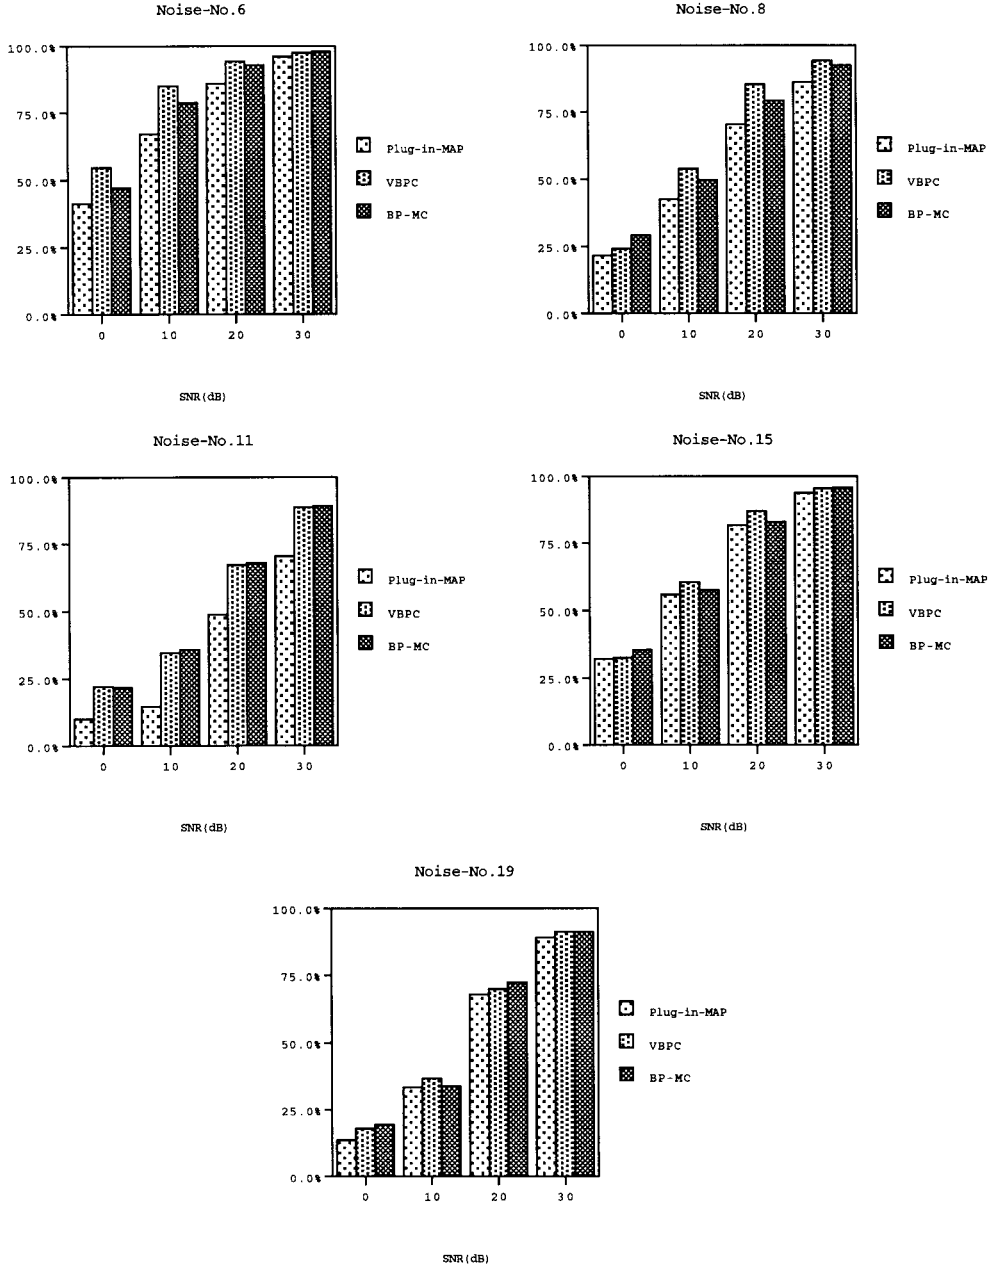 Noise-No.6
100.0%
75.0%
50.0%
25.0%
0.0%
0 10 20 30
SNR(dB)
Plug-in-MAP
VBPC
BP-MC
Noise-No.8
100.0%
75.0%
50.0%
25.0%
0.0%
0 10 20 30
SNR(dB)
Plug-in-MAP
VBPC
BP-MC
Noise-No.11
100.0%
75.0%
50.0%
25.0%
0.0%
0 10 20 30
SNR(dB)
Plug-in-MAP
VBPC
BP-MC
Noise-No.15
100.0%
75.0%
50.0%
25.0%
0.0%
0 10 20 30
SNR(dB)
Plug-in-MAP
VBPC
BP-MC
Noise-No.19
100.0%
75.0%
50.0%
25.0%
0.0%
0 10 20 30
SNR(dB)
Plug-in-MAP
VBPC
BP-MC